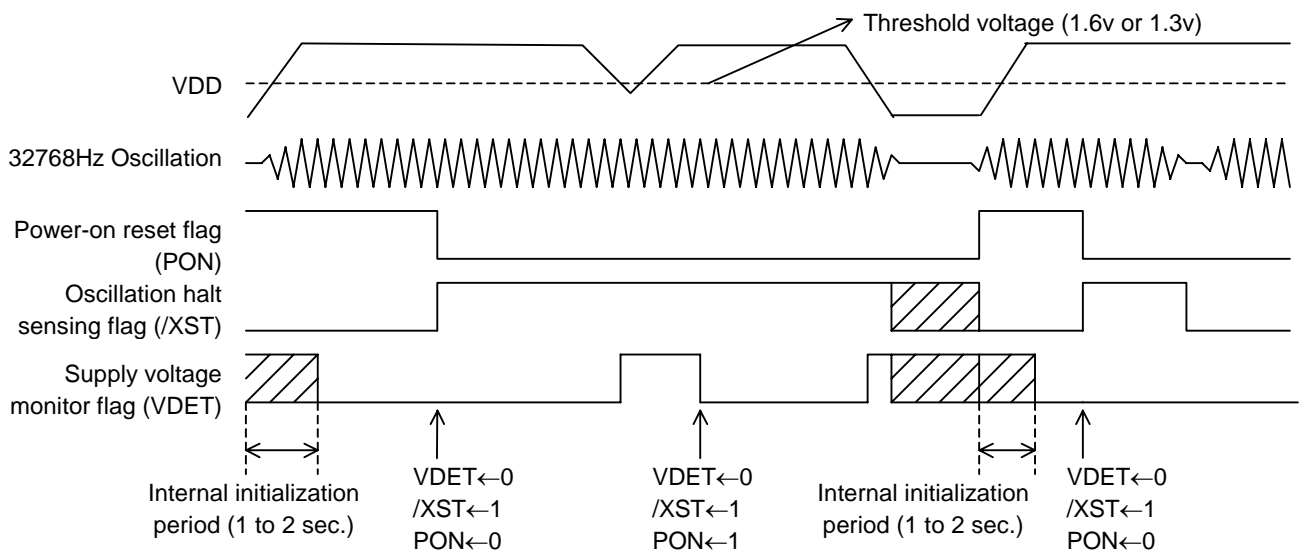 Threshold voltage (1.6v or 1.3v)
VDD
32768Hz Oscillation
Power-on reset flag
(PON)
Oscillation halt
sensing flag (/XST)
Supply voltage
monitor flag (VDET)
Internal initialization
period (1 to 2 sec.)
VDET←0
/XST←1
PON←0
VDET←0
/XST←1
PON←1
Internal initialization
period (1 to 2 sec.)
VDET←0
/XST←1
PON←0